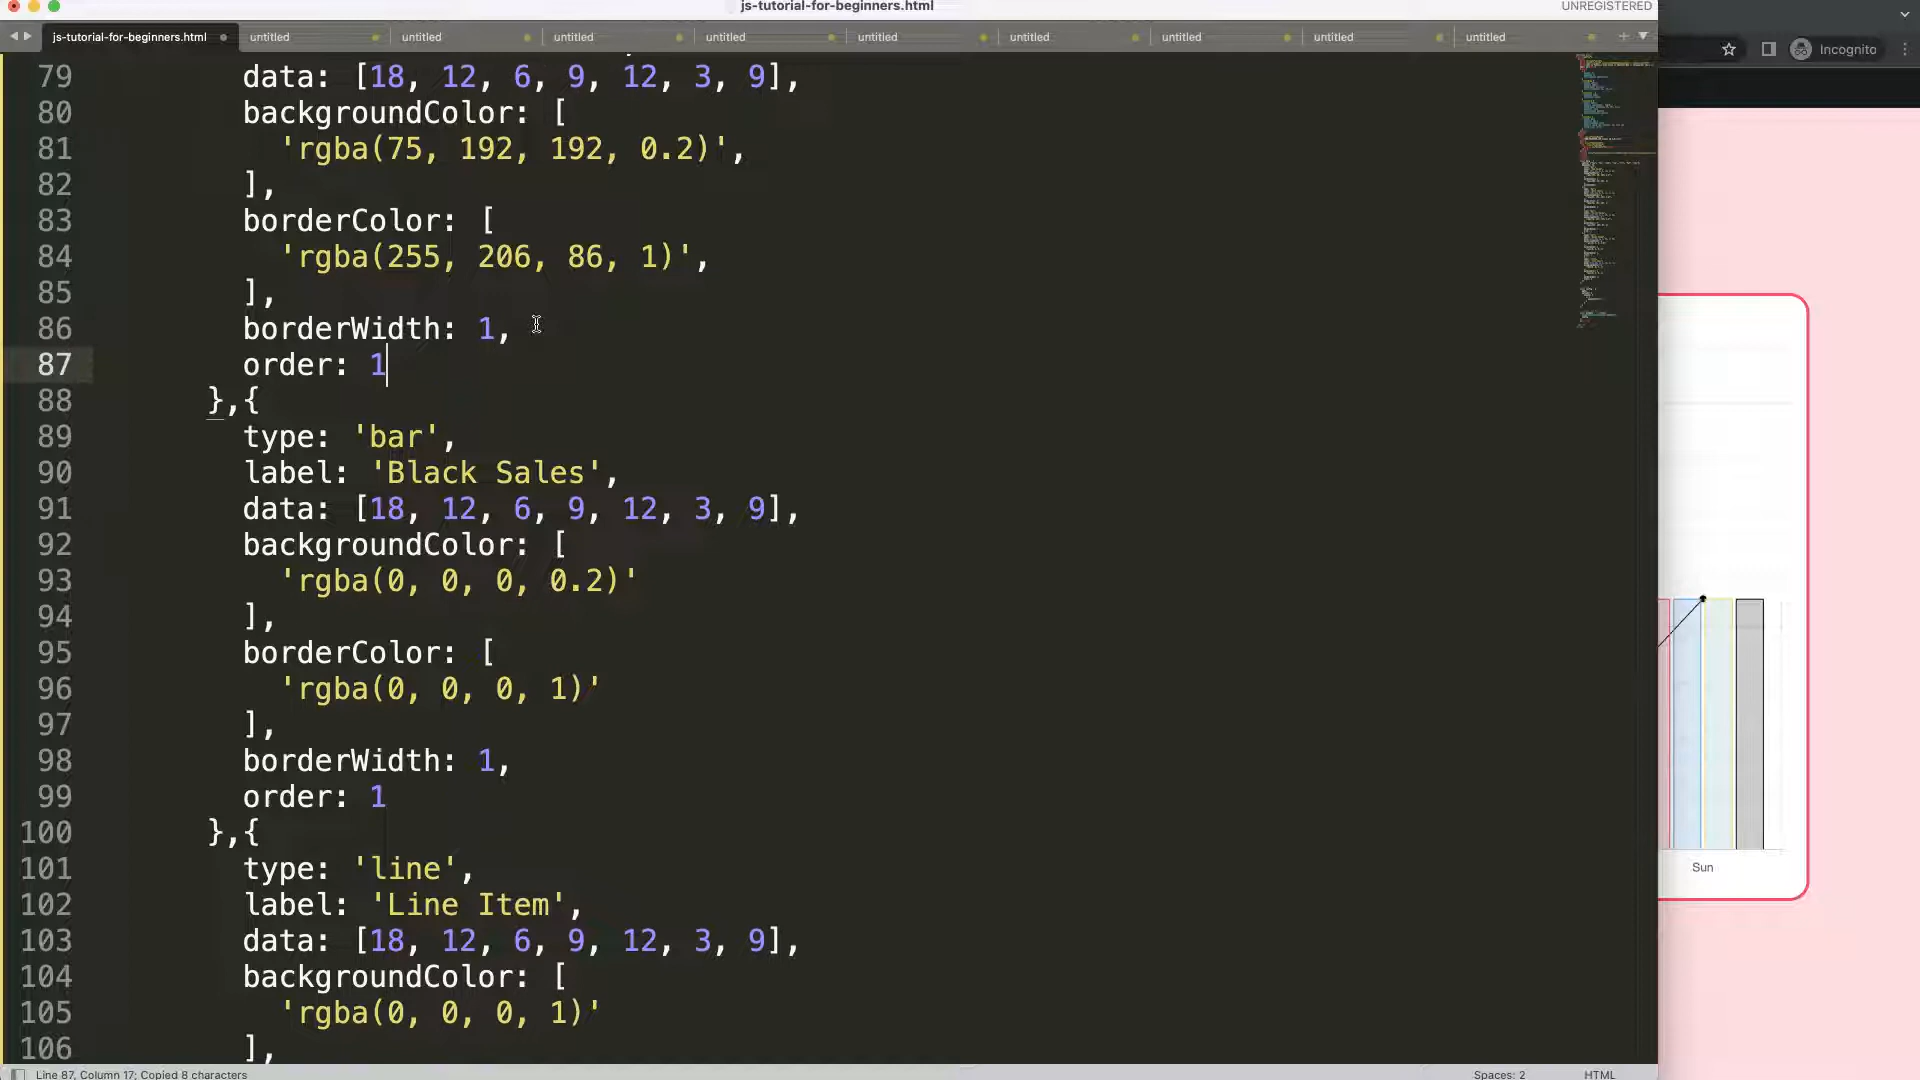 js-tutorial-for-beginners.html
UNREGISTERED
js-tutorial-for-beginners.html untitled untitled untitled untitled untitled untitled untitled untitled untitled
Incognito
79 data: [18, 12, 6, 9, 12, 3, 9],
80 backgroundColor: [
81 'rgba(75, 192, 192, 0.2)',
82 ],
83 borderColor: [
84 'rgba(255, 206, 86, 1)',
85 ],
86 borderWidth: 1,
87 order: 1
88 },{
89 type: 'bar',
90 label: 'Black Sales',
91 data: [18, 12, 6, 9, 12, 3, 9],
92 backgroundColor: [
93 'rgba(0, 0, 0, 0.2)'
94 ],
95 borderColor: [
96 'rgba(0, 0, 0, 1)'
97 ],
98 borderWidth: 1,
99 order: 1
100 },{
101 type: 'line',
102 label: 'Line Item',
103 data: [18, 12, 6, 9, 12, 3, 9],
104 backgroundColor: [
105 'rgba(0, 0, 0, 1)'
106 ],
Sun
Line 87, Column 17; Copied 8 characters
Spaces: 2
HTML